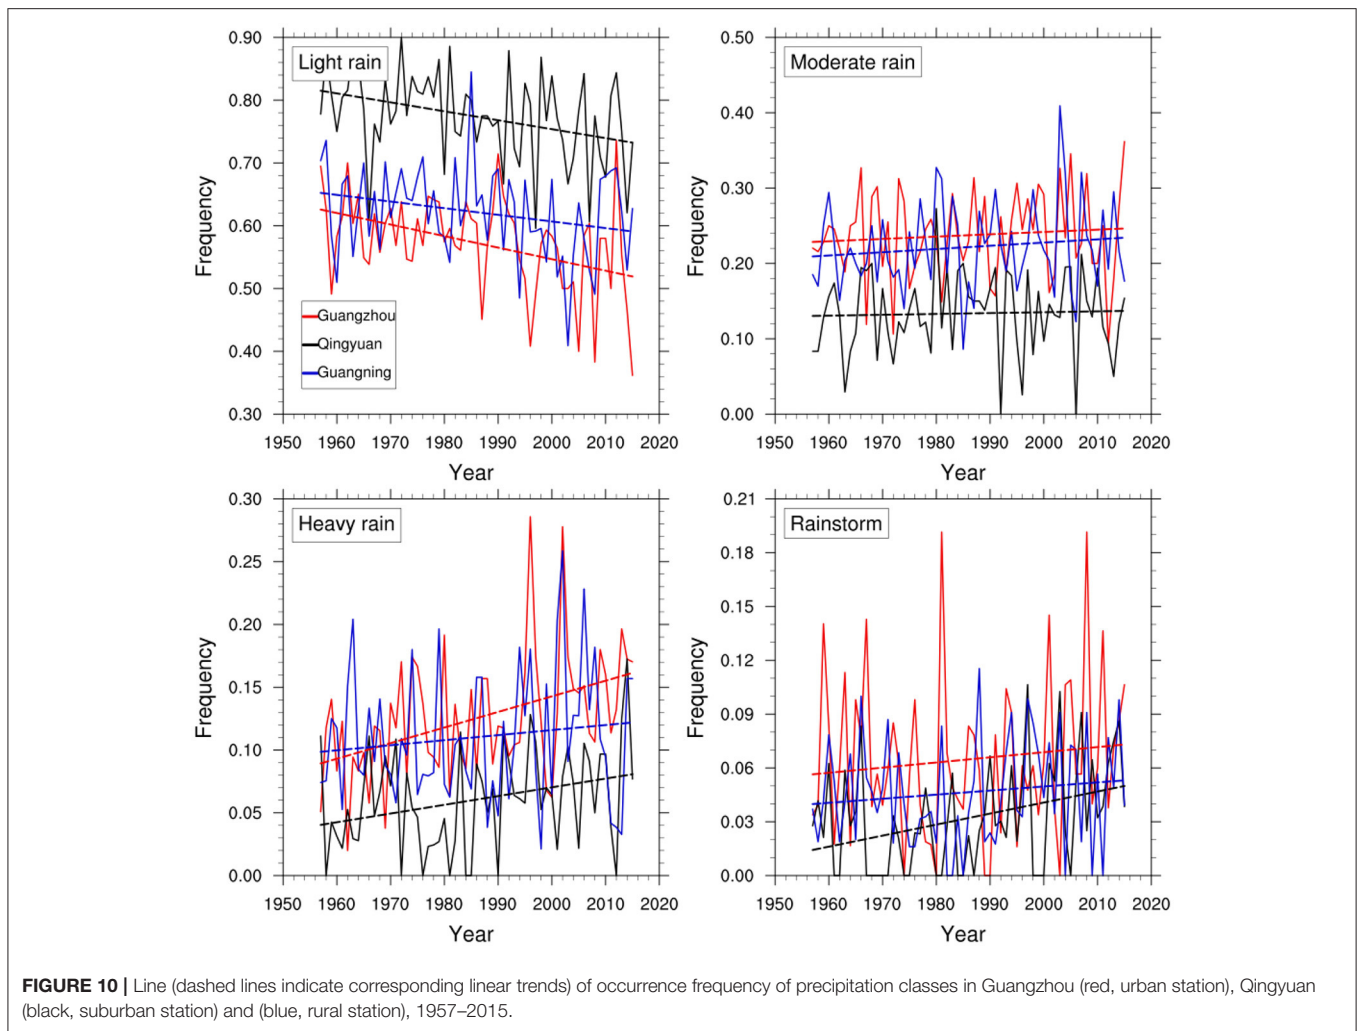 0.90
0.80
0.70
0.60
0.50
0.40
0.30
Frequency
Light rain
Guangzhou
Qingyuan
Guangning
1950 1960 1970 1980 1990 2000 2010 2020
Year
0.50
0.40
0.30
0.20
0.10
0.00
Frequency
Moderate rain
1950 1960 1970 1980 1990 2000 2010 2020
Year
0.30
0.25
0.20
0.15
0.10
0.05
0.00
Frequency
Heavy rain
1950 1960 1970 1980 1990 2000 2010 2020
Year
0.21
0.18
0.15
0.12
0.09
0.06
0.03
0.00
Frequency
Rainstorm
1950 1960 1970 1980 1990 2000 2010 2020
Year
FIGURE 10 | Line (dashed lines indicate corresponding linear trends) of occurrence frequency of precipitation classes in Guangzhou (red, urban station), Qingyuan
(black, suburban station) and (blue, rural station), 1957–2015.